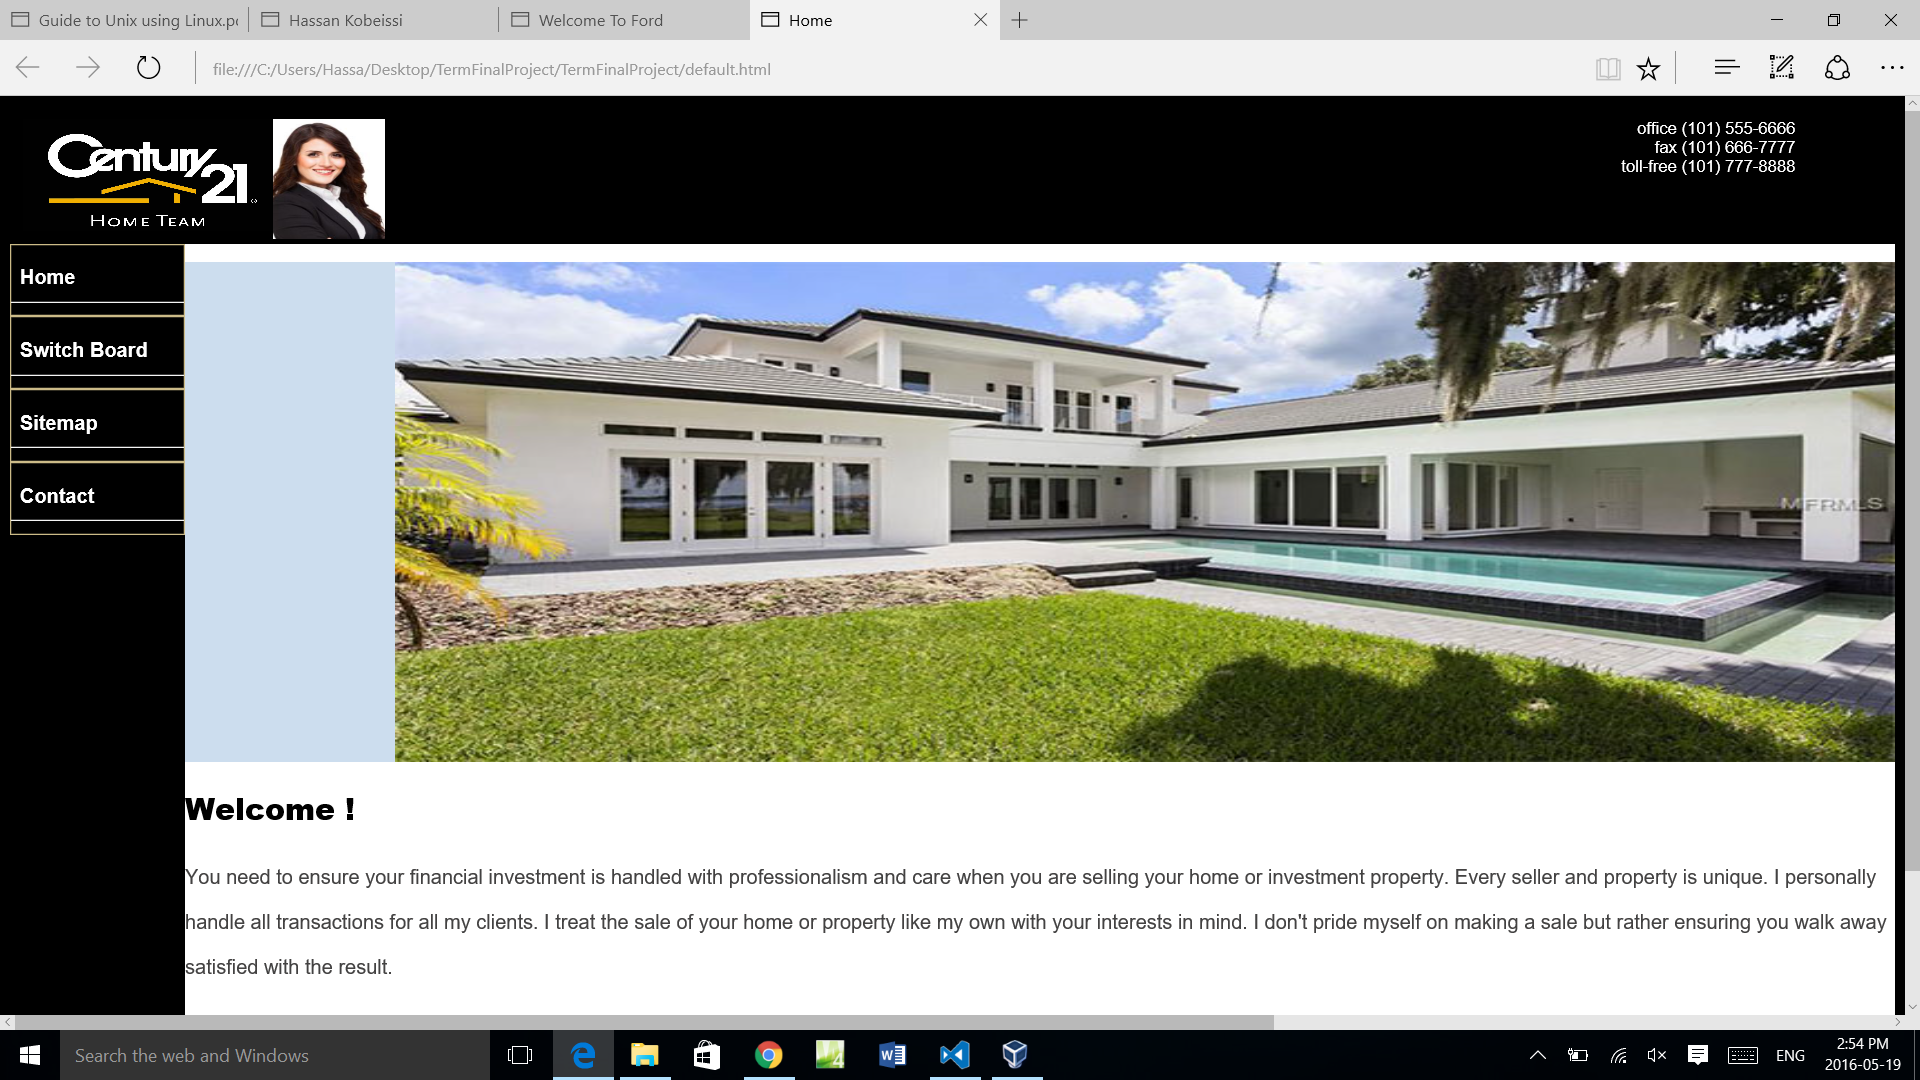 Guide to Unix using Linux.pd
Hassan Kobeissi
Welcome To Ford
Home
file:///C:/Users/Hassa/Desktop/TermFinalProject/TermFinalProject/default.html
Century 21
HOME TEAM
office (101) 555-6666
fax (101) 666-7777
toll-free (101) 777-8888
Home
Switch Board
Sitemap
Contact
MFRMLS
Welcome !
You need to ensure your financial investment is handled with professionalism and care when you are selling your home or investment property. Every seller and property is unique. I personally
handle all transactions for all my clients. I treat the sale of your home or property like my own with your interests in mind. I don't pride myself on making a sale but rather ensuring you walk away
satisfied with the result.
Search the web and Windows
ENG
2:54 PM
2016-05-19